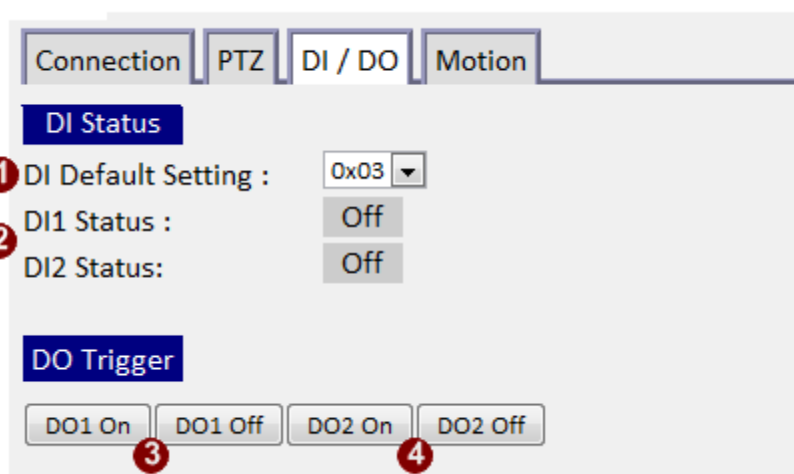 Connection PTZ DI / DO Motion
DI Status
1 DI Default Setting : 0x03
DI1 Status : Off
2
DI2 Status: Off
DO Trigger
DO1 On DO1 Off DO2 On DO2 Off
3 4